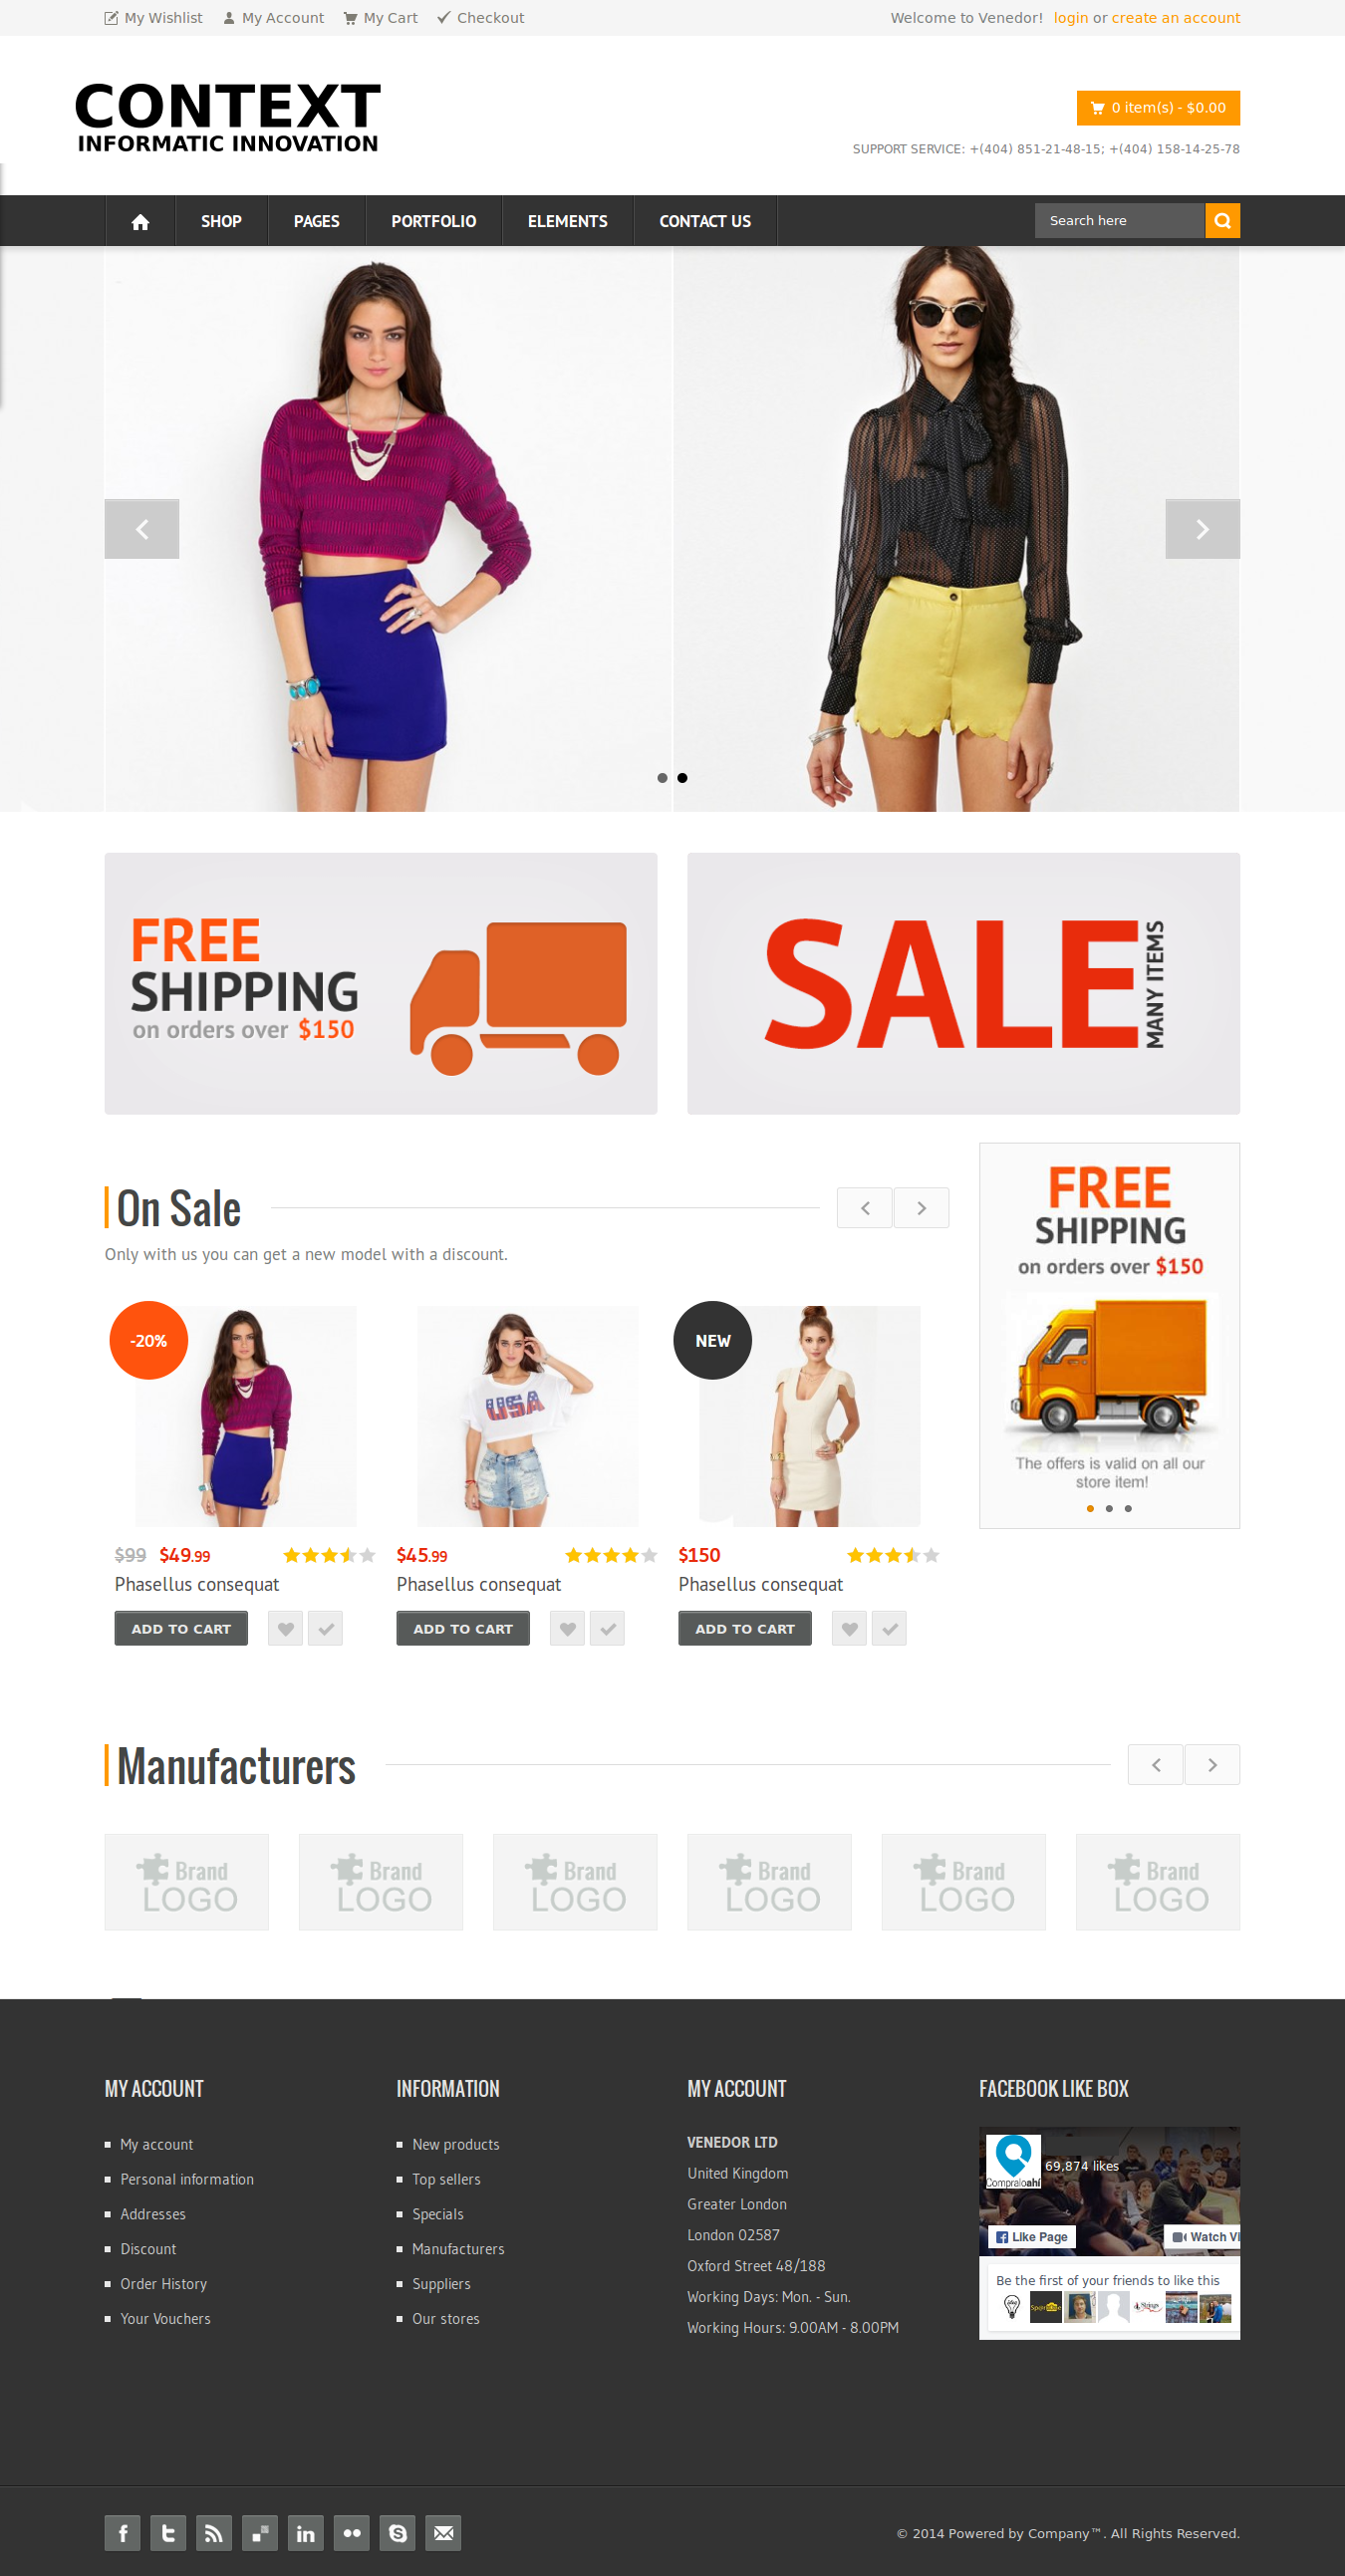 My Wishlist My Account My Cart Checkout Welcome to Venedor! login or create an account
CONTEXT
INFORMATIC INNOVATION
0 item(s) - $0.00
SUPPORT SERVICE: +(404) 851-21-48-15; +(404) 158-14-25-78
SHOP PAGES PORTFOLIO ELEMENTS CONTACT US Search here
FREE
SHIPPING
on orders over $150
SALE
MANY ITEMS
On Sale
Only with us you can get a new model with a discount.
FREE
SHIPPING
on orders over $150
The offers is valid on all our
store item!
-20%
USA
NEW
$99 $49.99
Phasellus consequat
ADD TO CART
$45.99
Phasellus consequat
ADD TO CART
$150
Phasellus consequat
ADD TO CART
Manufacturers
Brand
LOGO
Brand
LOGO
Brand
LOGO
Brand
LOGO
Brand
LOGO
Brand
LOGO
MY ACCOUNT
My account
Personal information
Addresses
Discount
Order History
Your Vouchers
INFORMATION
New products
Top sellers
Specials
Manufacturers
Suppliers
Our stores
MY ACCOUNT
VENEDOR LTD
United Kingdom
Greater London
London 02587
Oxford Street 48/188
Working Days: Mon. - Sun.
Working Hours: 9.00AM - 8.00PM
FACEBOOK LIKE BOX
Compraloahí
69,874 likes
Like Page Watch Vi
Be the first of your friends to like this
© 2014 Powered by Company™. All Rights Reserved.